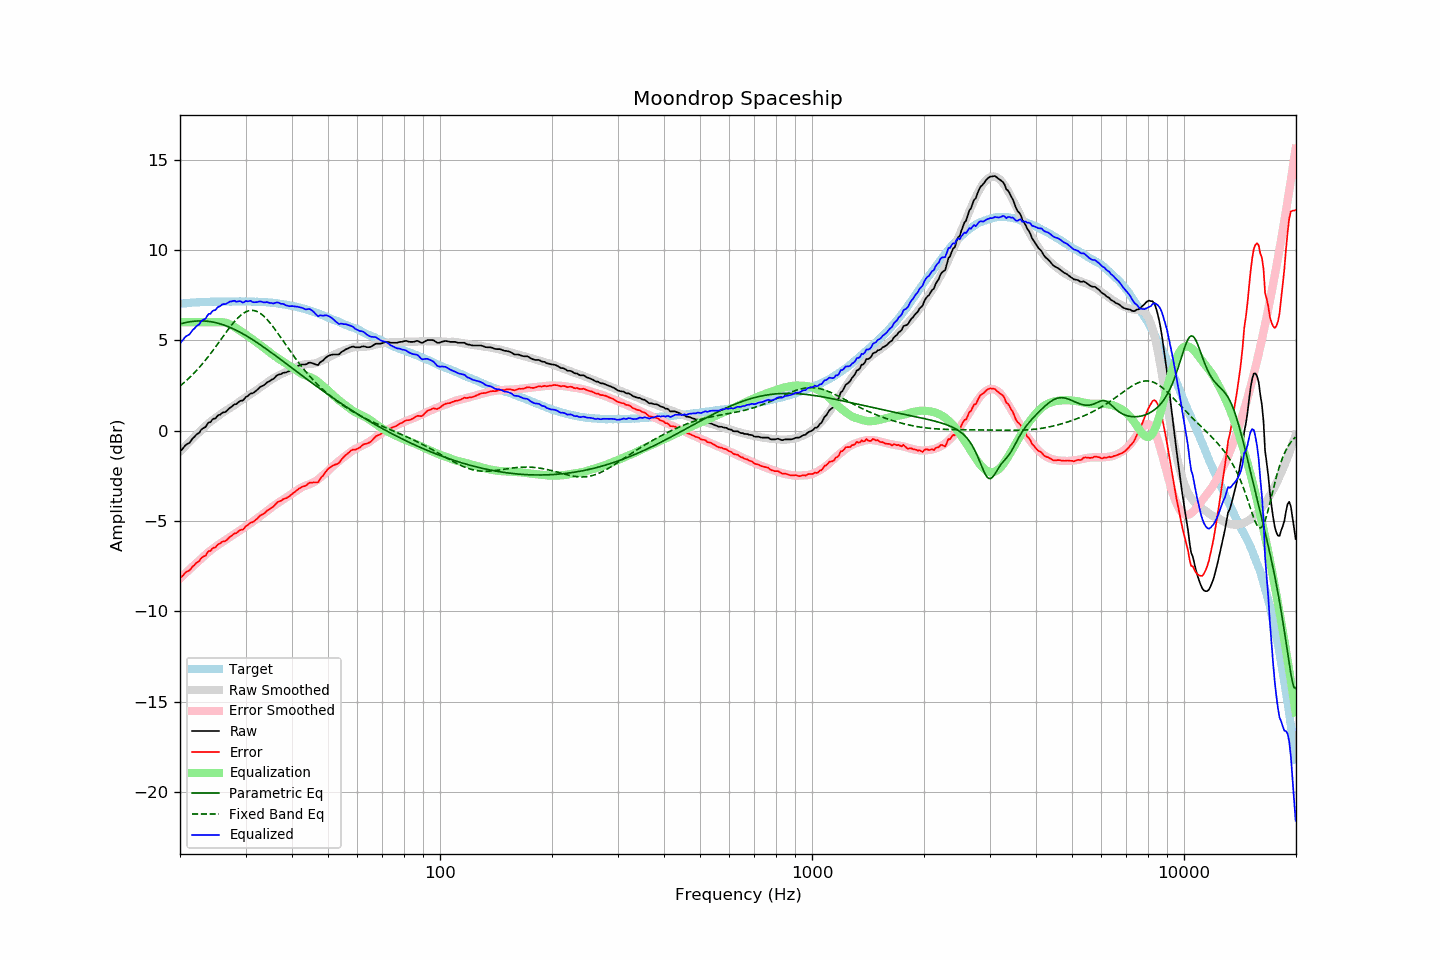 Moondrop Spaceship
Amplitude (dBr)
15
10
5
0
−5
−10
−15
−20
Target
Raw Smoothed
Error Smoothed
Raw
Error
Equalization
Parametric Eq
Fixed Band Eq
Equalized
100
1000
10000
Frequency (Hz)